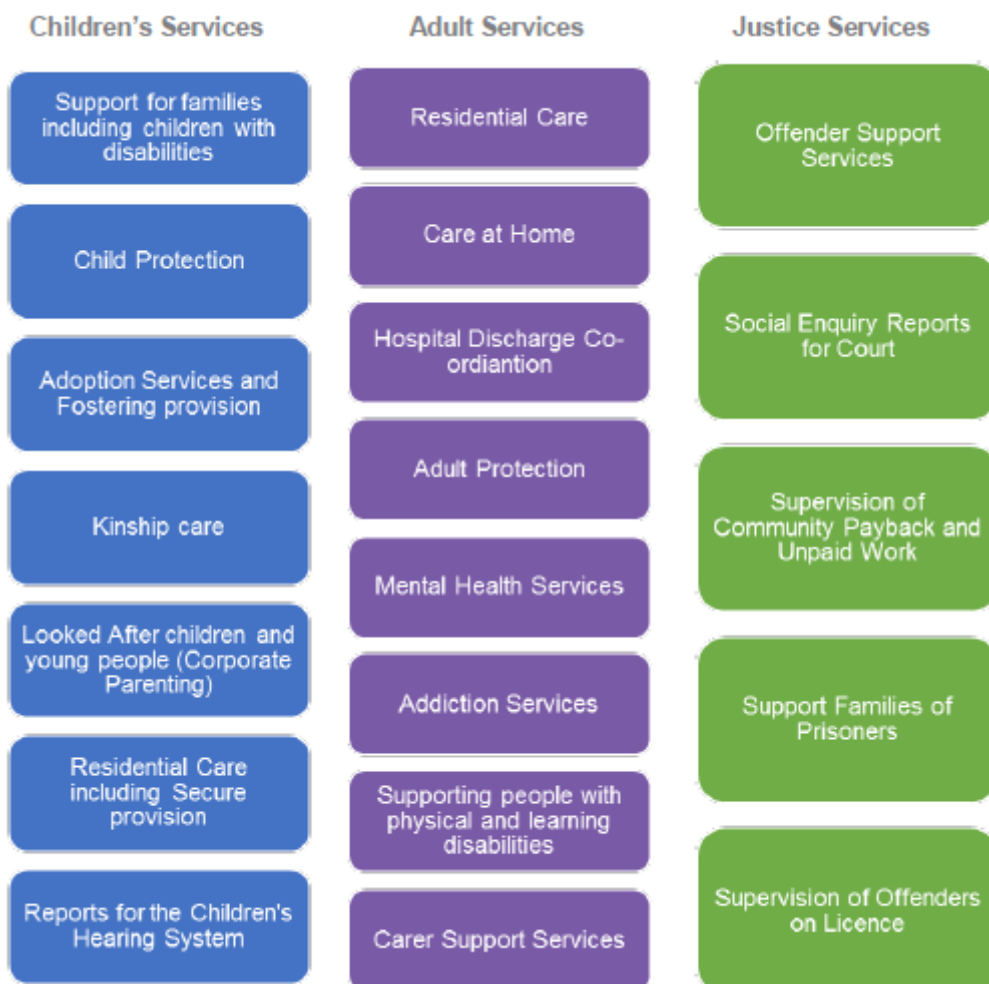 Children's Services
Support for families
including children with
disabilities
Child Protection
Adoption Services and
Fostering provision
Kinship care
Looked After children and
young people (Corporate
Parenting)
Residential Care
including Secure
provision
Reports for the Children's
Hearing System
Adult Services
Residential Care
Care at Home
Hospital Discharge Co-
ordiantion
Adult Protection
Mental Health Services
Addiction Services
Supporting people with
physical and learning
disabilities
Carer Support Services
Justice Services
Offender Support
Services
Social Enquiry Reports
for Court
Supervision of
Community Payback and
Unpaid Work
Support Families of
Prisoners
Supervision of Offenders
on Licence